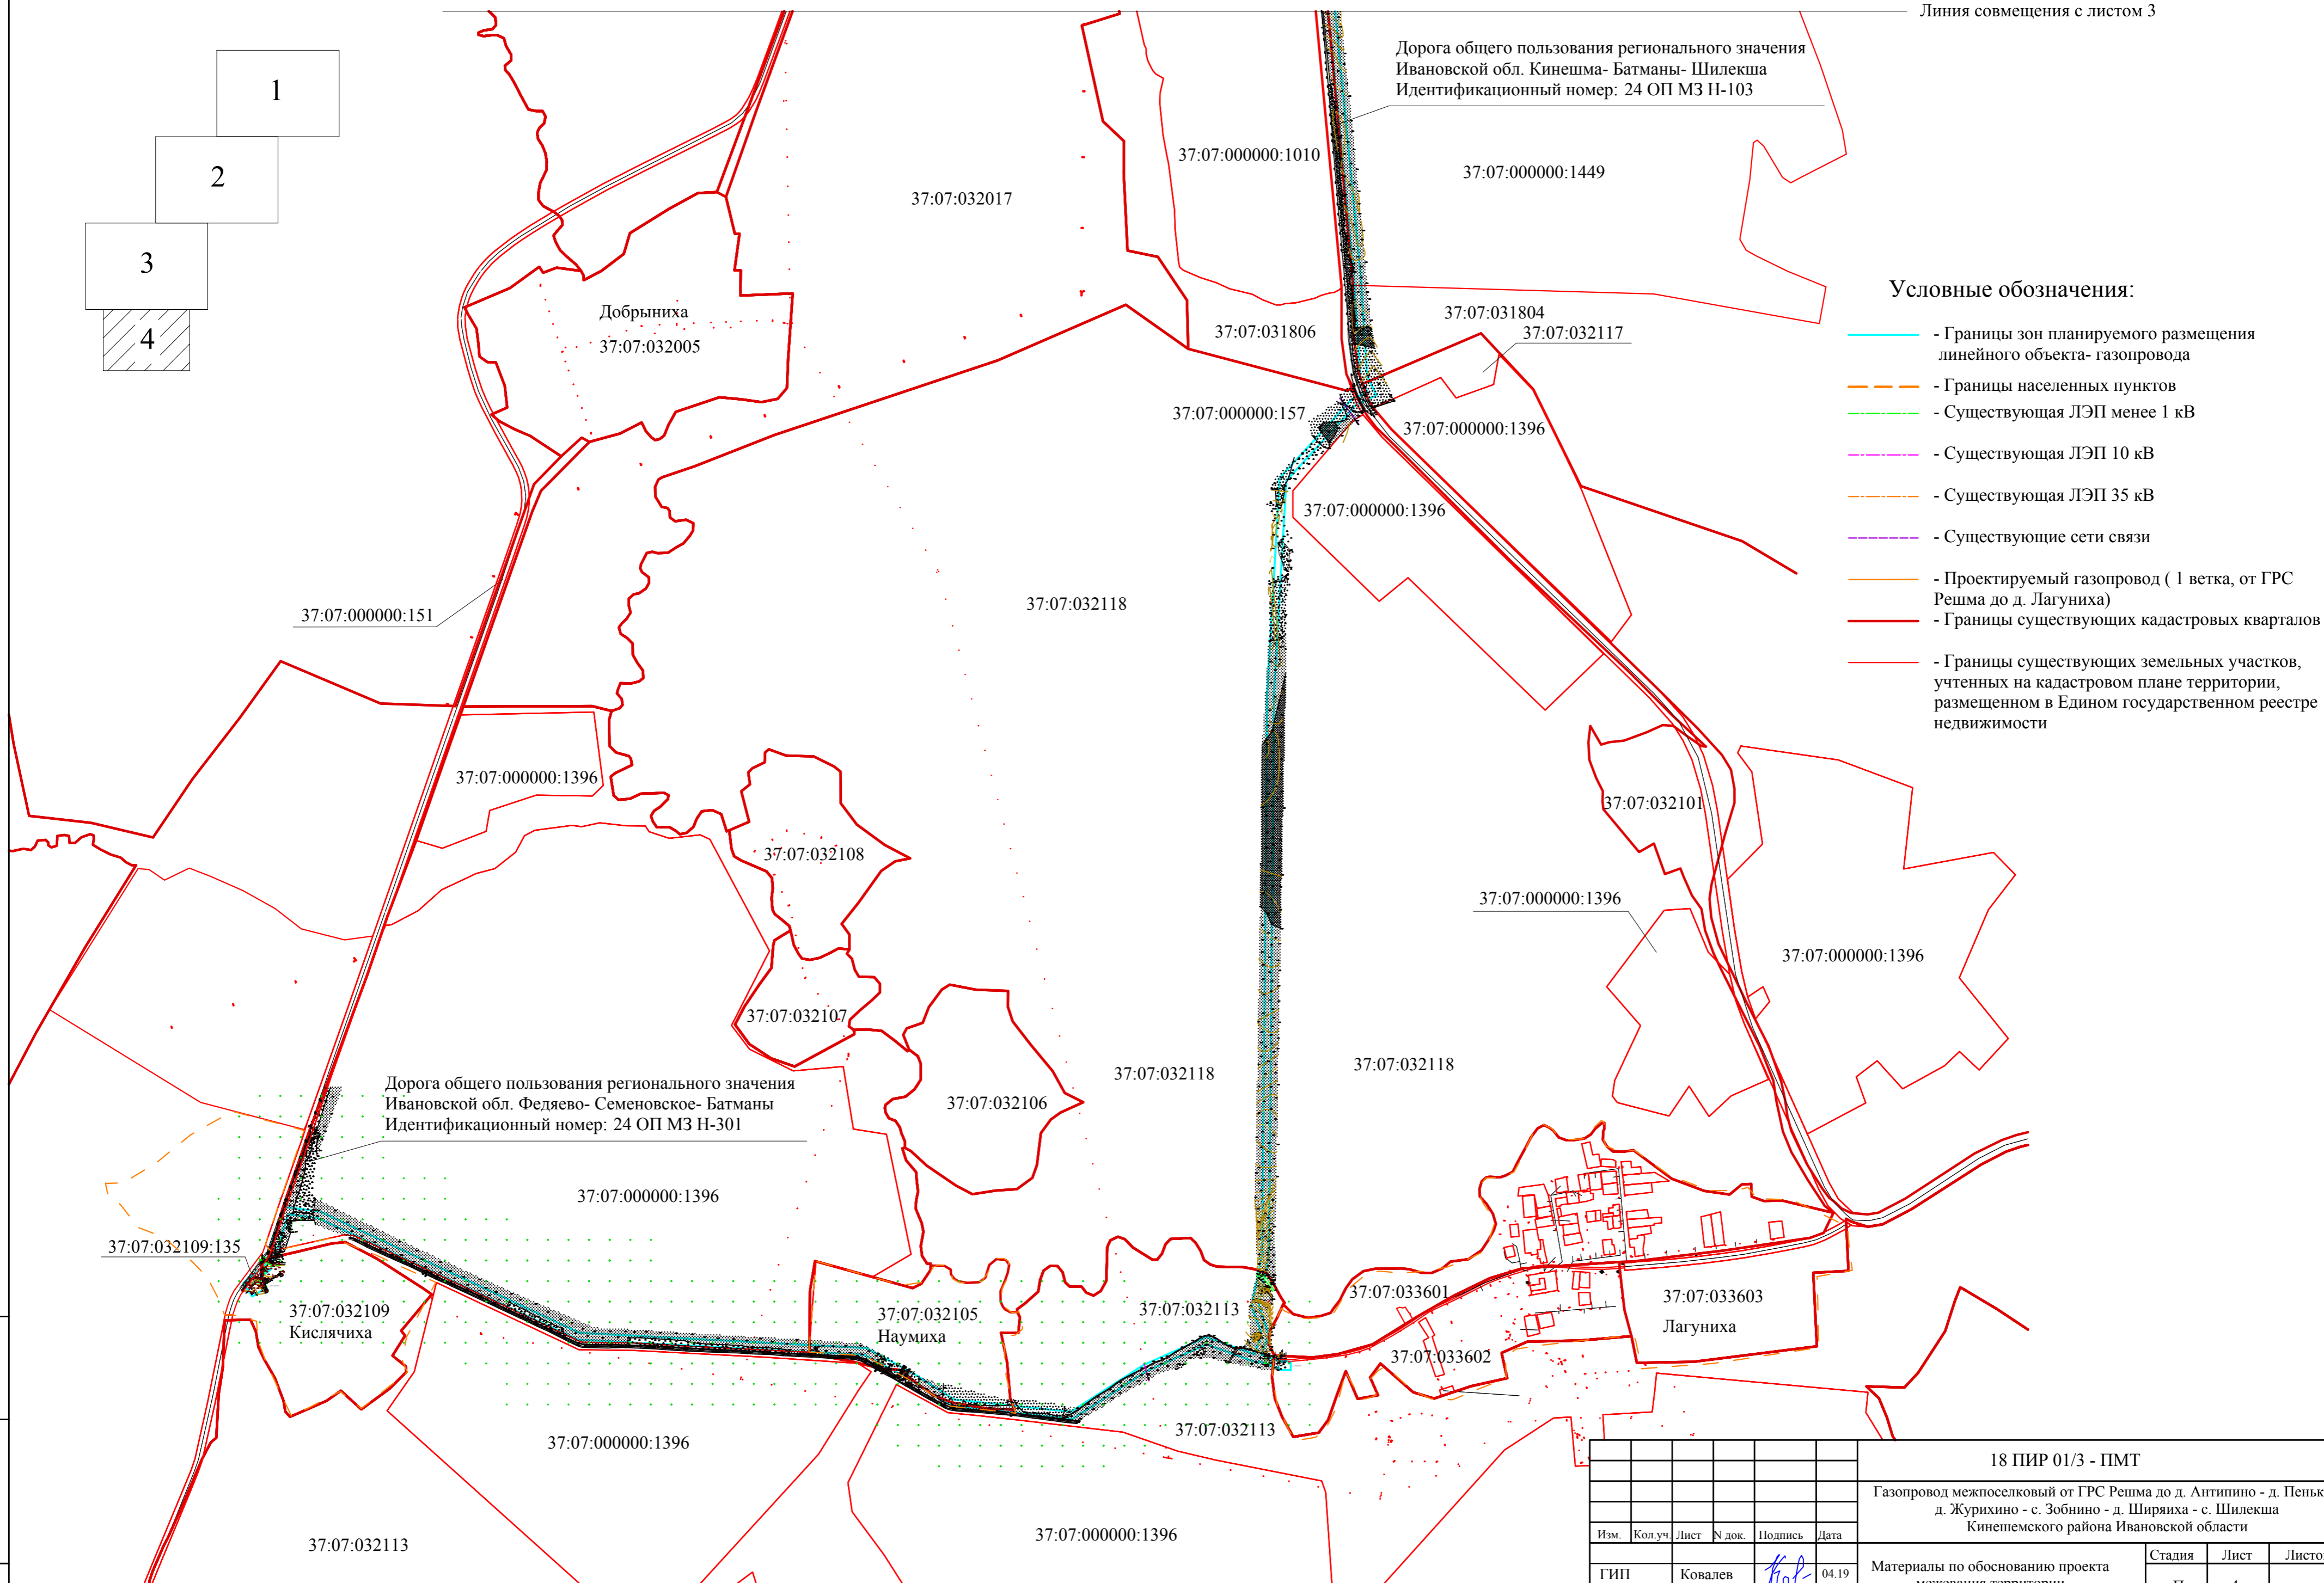 Линия совмещения с листом 3
1
2
3
4
Дорога общего пользования регионального значения
Ивановской обл. Кинешма- Батманы- Шилекша
Идентификационный номер: 24 ОП МЗ Н-103
37:07:000000:1010
37:07:000000:1449
37:07:032017
Добрыниха
37:07:032005
37:07:031806
37:07:031804
37:07:032117
37:07:000000:157
37:07:000000:1396
37:07:000000:1396
Условные обозначения:
- Границы зон планируемого размещения
линейного объекта- газопровода
- Границы населенных пунктов
- Существующая ЛЭП менее 1 кВ
- Существующая ЛЭП 10 кВ
- Существующая ЛЭП 35 кВ
- Существующие сети связи
- Проектируемый газопровод ( 1 ветка, от ГРС
Решма до д. Лагуниха)
- Границы существующих кадастровых кварталов
- Границы существующих земельных участков,
учтенных на кадастровом плане территории,
размещенном в Едином государственном реестре
недвижимости
37:07:000000:151
37:07:032118
37:07:000000:1396
37:07:032101
37:07:032108
37:07:000000:1396
37:07:000000:1396
37:07:032107
37:07:032118
37:07:032118
37:07:032106
Дорога общего пользования регионального значения
Ивановской обл. Федяево- Семеновское- Батманы
Идентификационный номер: 24 ОП МЗ Н-301
37:07:000000:1396
37:07:032109:135
37:07:032109
Кислячиха
37:07:032105
Наумиха
37:07:032113
37:07:033601
37:07:033603
Лагуниха
37:07:033602
37:07:032113
37:07:000000:1396
37:07:000000:1396
37:07:032113
18 ПИР 01/3 - ПМТ
Газопровод межпоселковый от ГРС Решма до д. Антипино - д. Пеньк
д. Журихино - с. Зобнино - д. Ширяиха - с. Шилекша
Кинешемского района Ивановской области
Изм. Кол.уч. Лист N док. Подпись Дата
ГИП Ковалев 04.19
Материалы по обоснованию проекта
Стадия Лист Листо